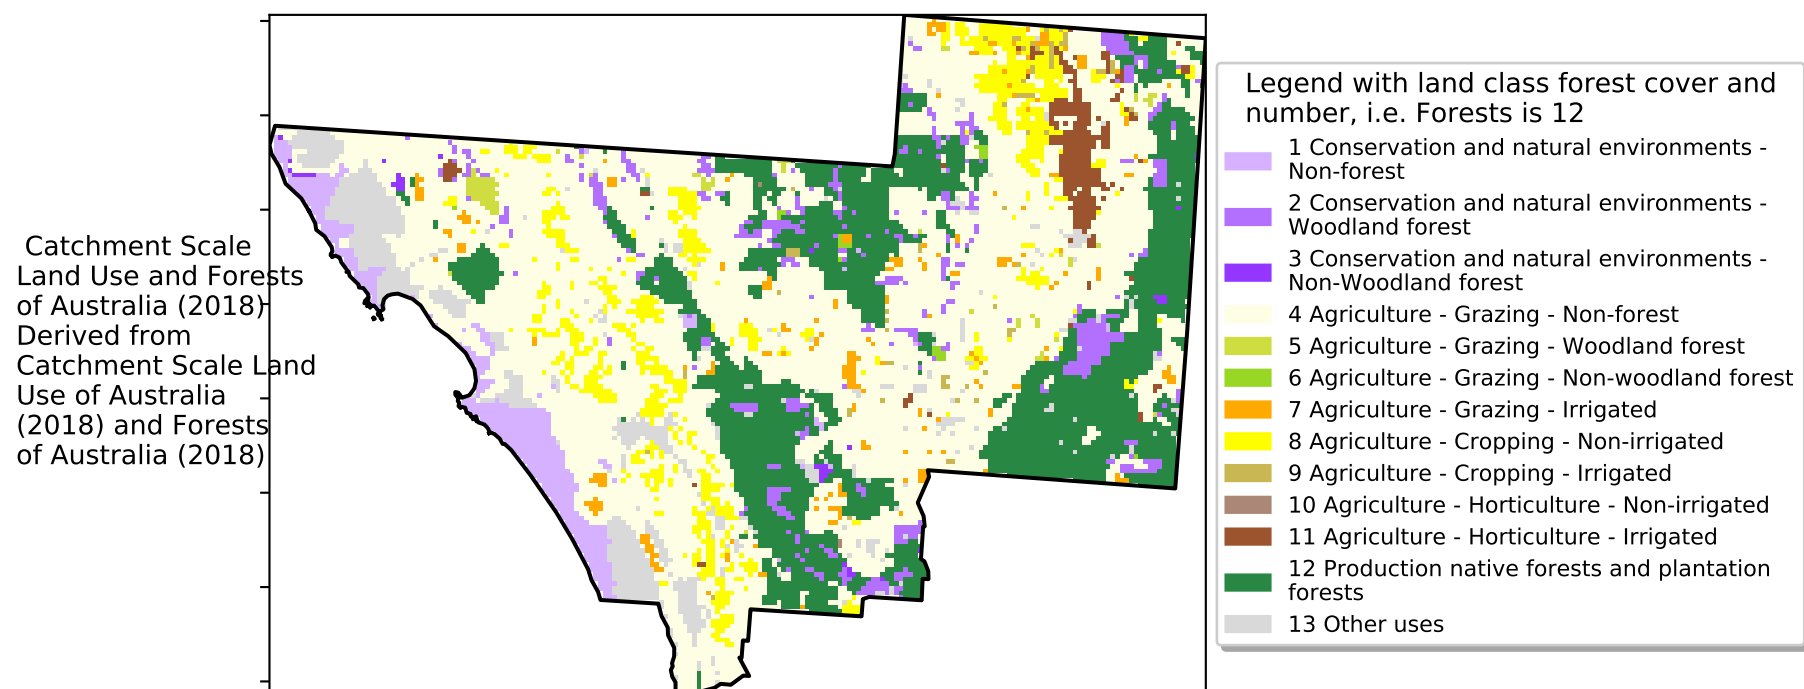 Catchment Scale
Land Use and Forests
of Australia (2018)
Derived from
Catchment Scale Land
Use of Australia
(2018) and Forests
of Australia (2018)
Legend with land class forest cover and
number, i.e. Forests is 12
1 Conservation and natural environments -
Non-forest
2 Conservation and natural environments -
Woodland forest
3 Conservation and natural environments -
Non-Woodland forest
4 Agriculture - Grazing - Non-forest
5 Agriculture - Grazing - Woodland forest
6 Agriculture - Grazing - Non-woodland forest
7 Agriculture - Grazing - Irrigated
8 Agriculture - Cropping - Non-irrigated
9 Agriculture - Cropping - Irrigated
10 Agriculture - Horticulture - Non-irrigated
11 Agriculture - Horticulture - Irrigated
12 Production native forests and plantation
forests
13 Other uses